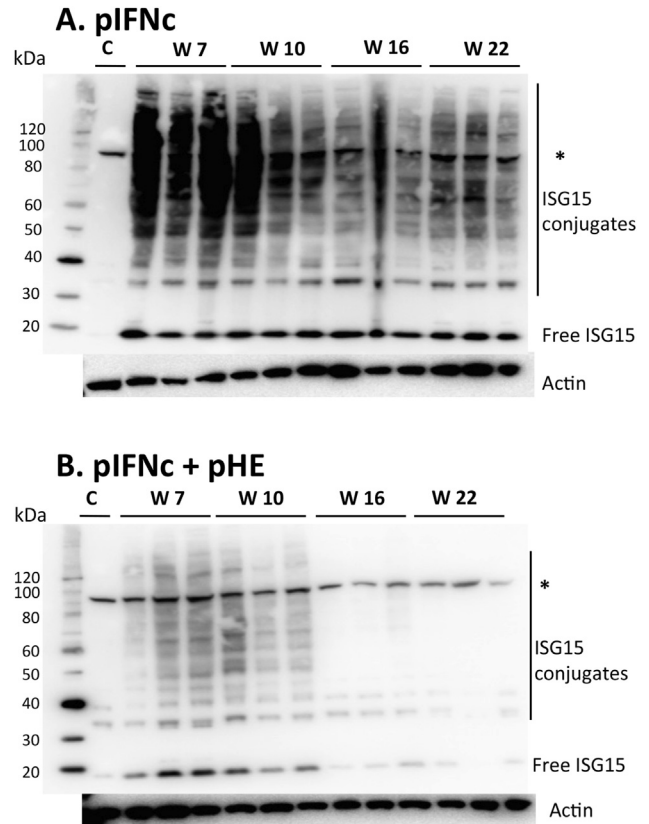 A. pIFNc
kDa
C W 7 W 10 W 16 W 22
120
100
80
60
50
40
30
20
*
ISG15
conjugates
Free ISG15
Actin
B. pIFNc + pHE
C W 7 W 10 W 16 W 22
kDa
120
100
80
60
50
40
30
20
*
ISG15
conjugates
Free ISG15
Actin